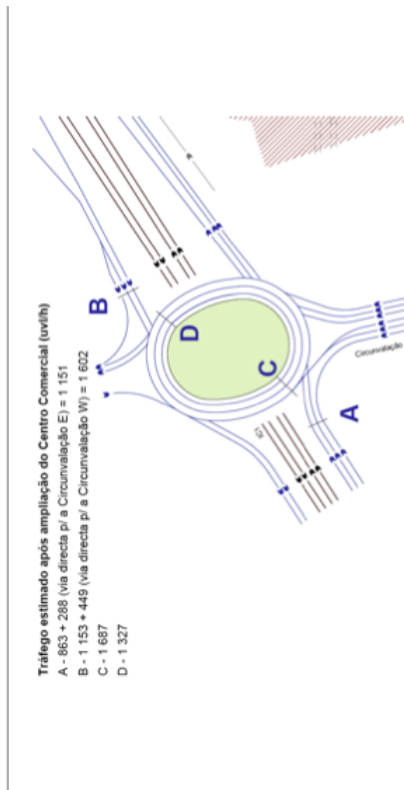 Tráfego estimado após ampliação do Centro Comercial (uvl/h)
A - 863 + 288 (via directa p/ a Circunvalação E) = 1 151
B - 1 153 + 449 (via directa p/ a Circunvalação W) = 1 602
C - 1 687
D - 1 327
B
D
C
A
Circunvalação